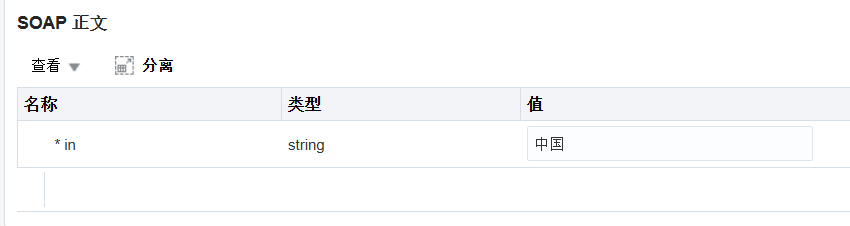 SOAP 正文
查看 分离
名称 类型 值
* in string 中国